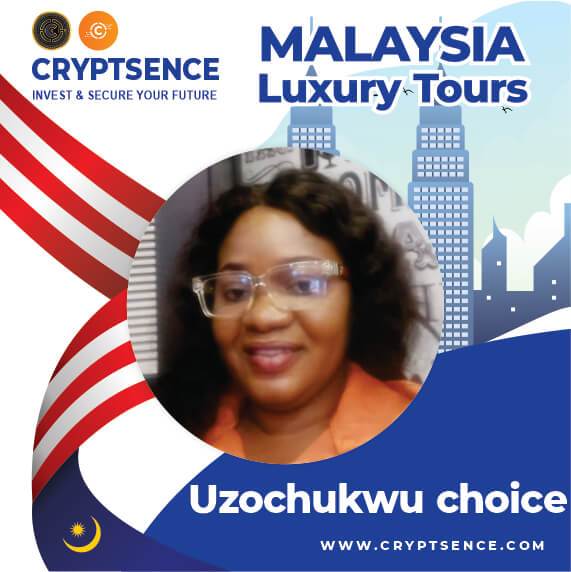 CRYPTSENCE
INVEST & SECURE YOUR FUTURE
MALAYSIA
Luxury Tours
Uzochukwu choice
WWW.CRYPTSENCE.COM